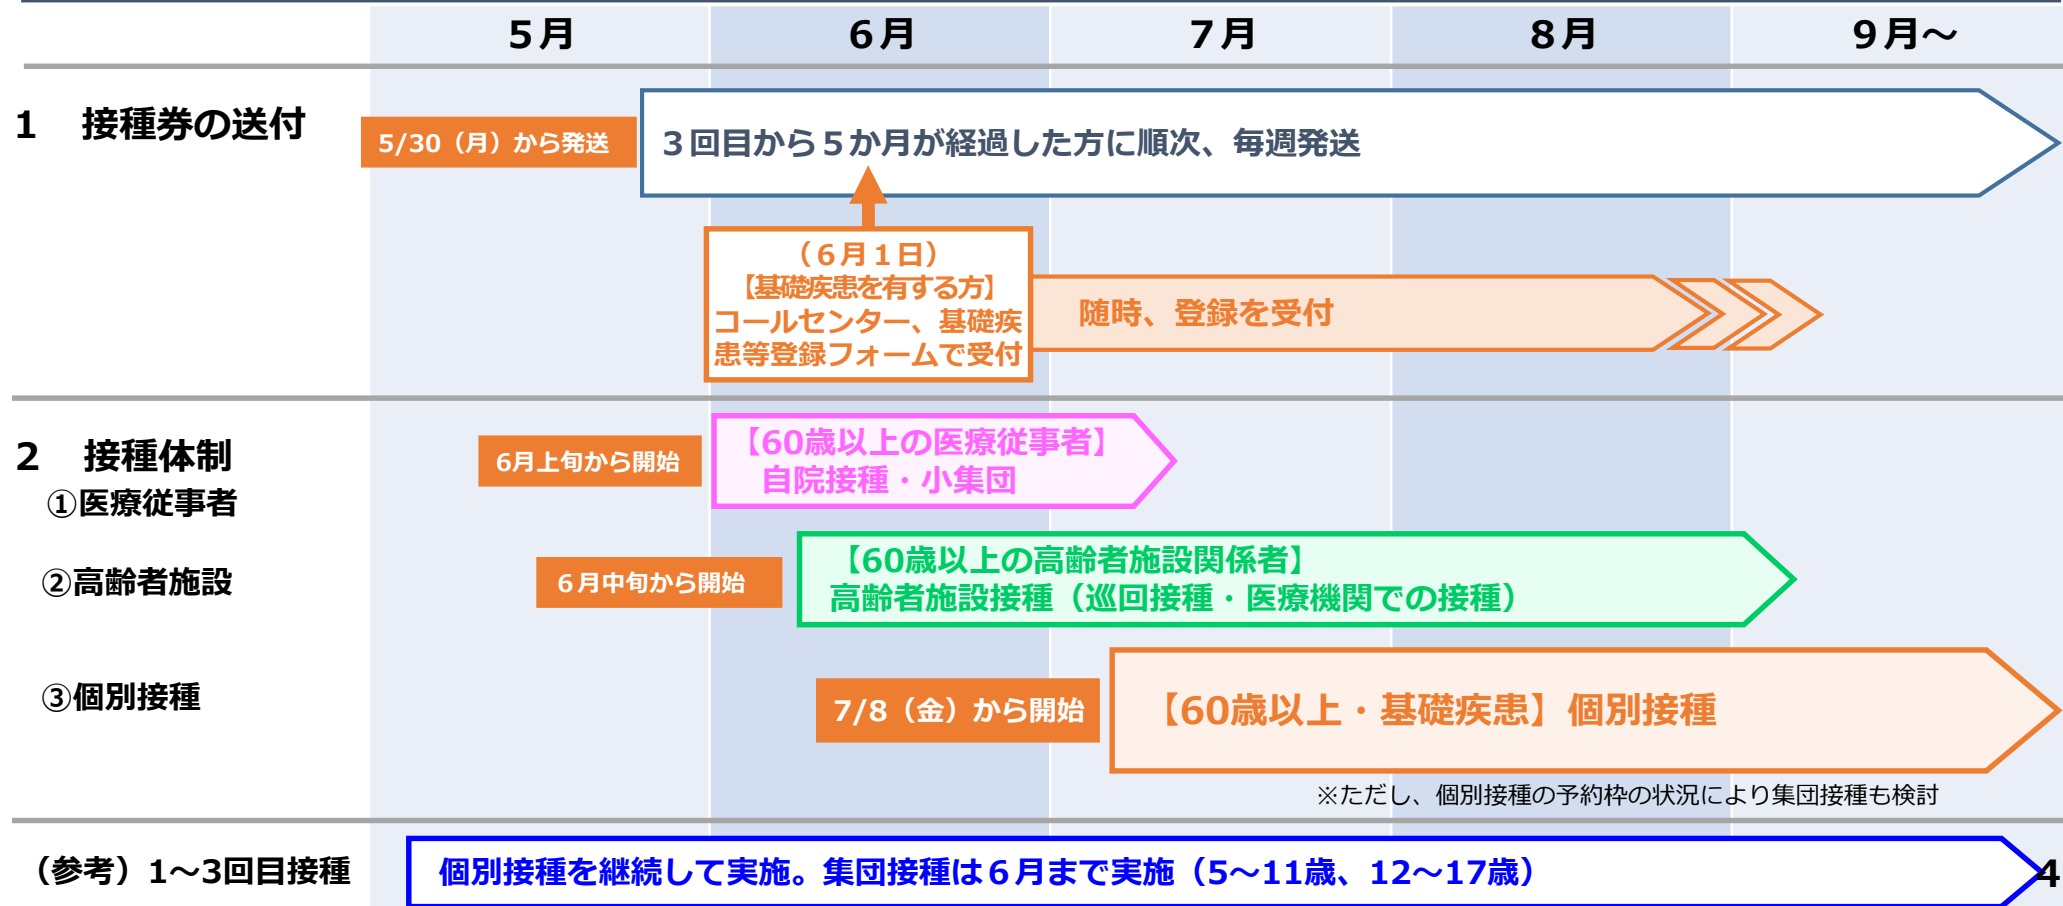 ５月 ６月 ７月 ８月 ９月～
1　接種券の送付
5/30（月）から発送
３回目から５か月が経過した方に順次、毎週発送
（６月１日）
【基礎疾患を有する方】
コールセンター、基礎疾
患等登録フォームで受付
随時、登録を受付
2　接種体制
①医療従事者
6月上旬から開始
【60歳以上の医療従事者】
自院接種・小集団
②高齢者施設
６月中旬から開始
【60歳以上の高齢者施設関係者】
高齢者施設接種（巡回接種・医療機関での接種）
③個別接種
7/8（金）から開始
【60歳以上・基礎疾患】個別接種
※ただし、個別接種の予約枠の状況により集団接種も検討
（参考）1～3回目接種
個別接種を継続して実施。集団接種は６月まで実施（5～11歳、12～17歳）
4